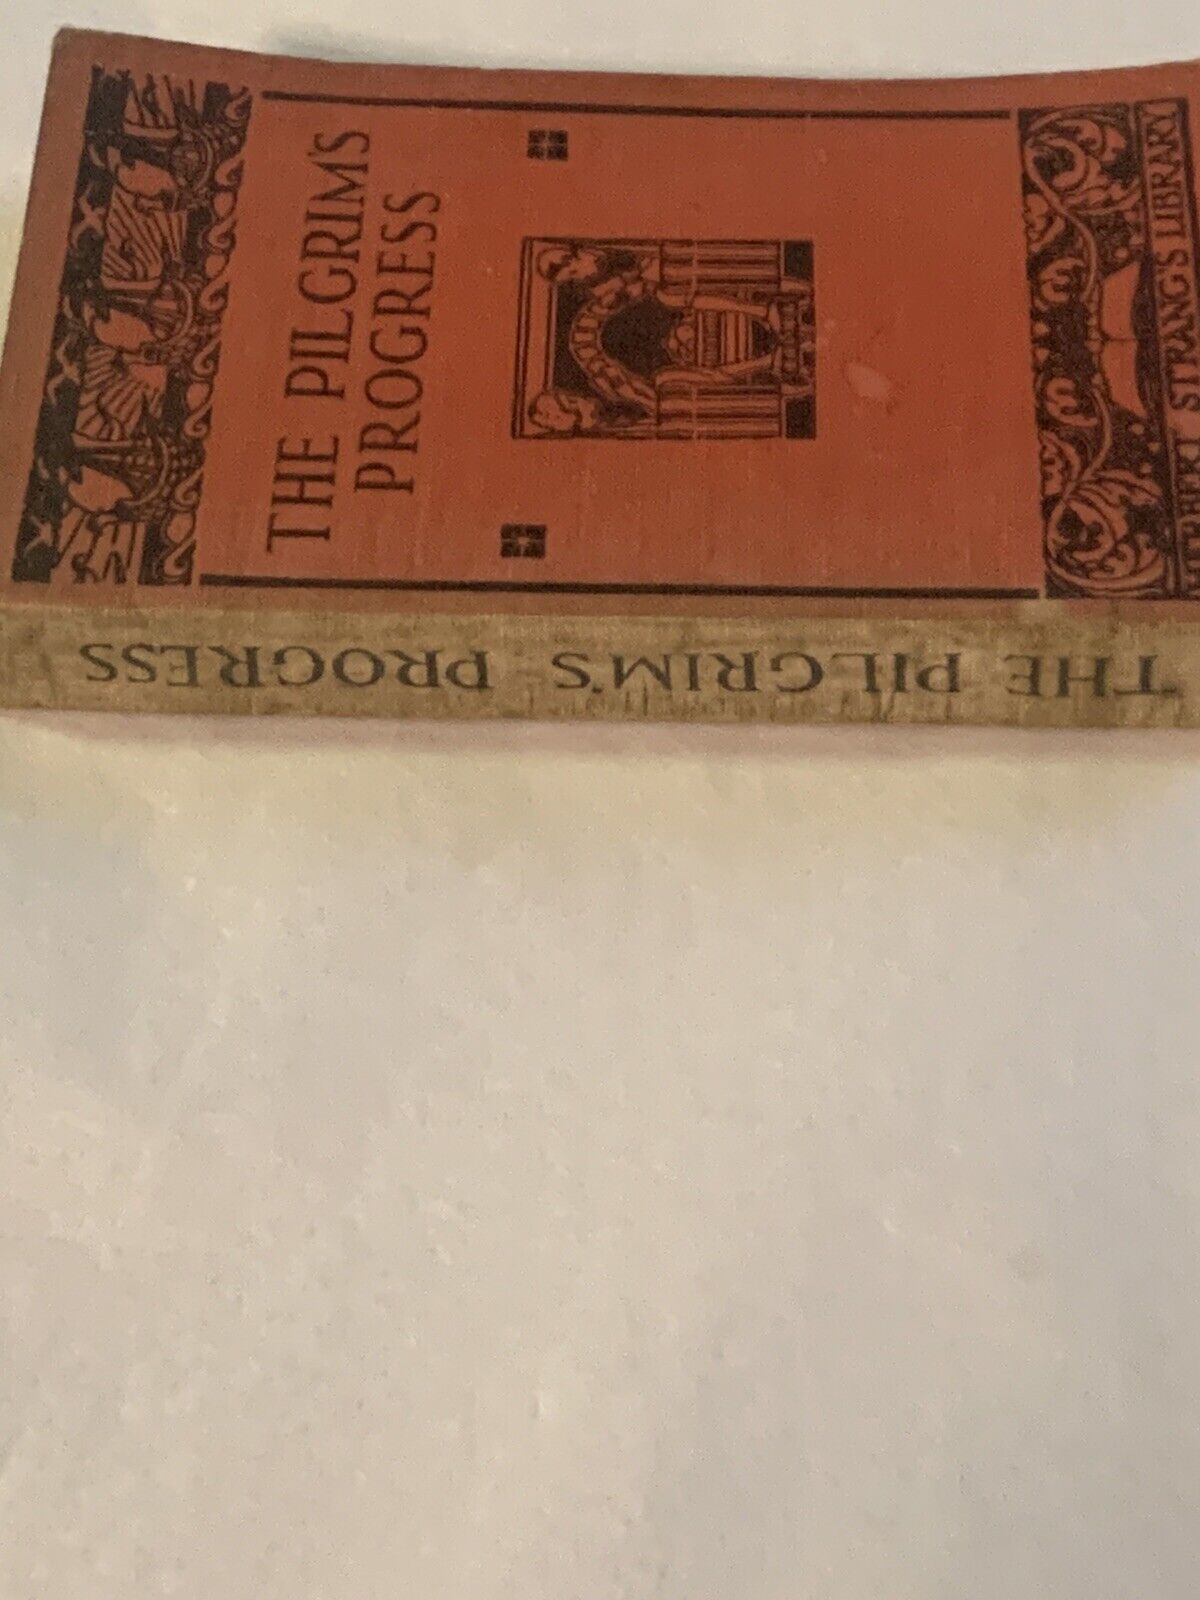 THE PILGRIM'S
PROGRESS
STRANG'S LIBRARY
THE PILGRIM'S PROGRESS